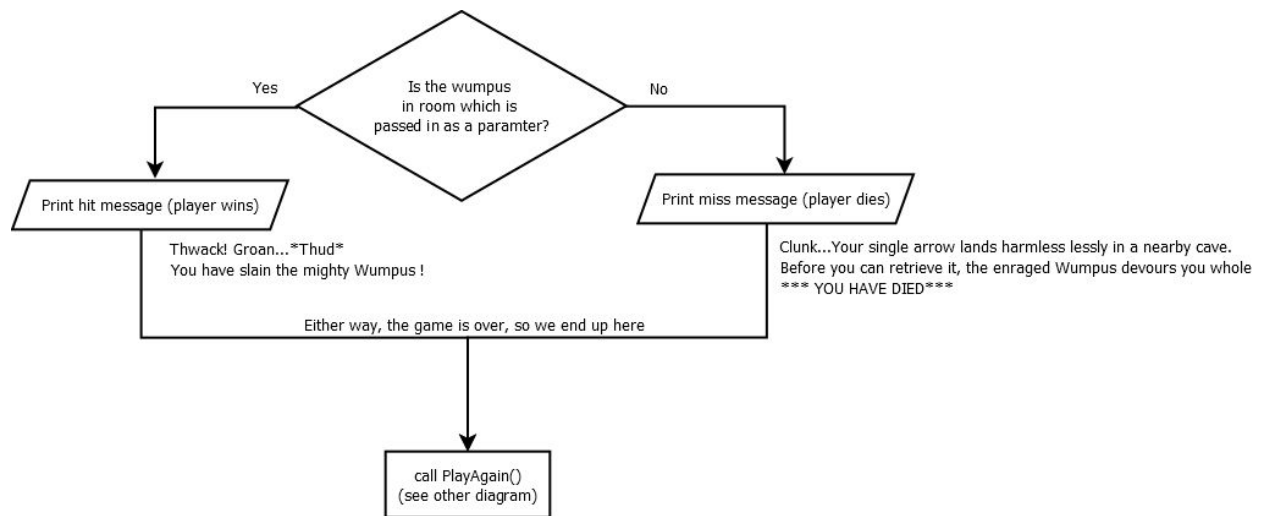 Is the wumpus
in room which is
passed in as a paramter?
Yes
No
Print hit message (player wins)
Print miss message (player dies)
Thwack! Groan...*Thud*
You have slain the mighty Wumpus !
Clunk...Your single arrow lands harmless lessly in a nearby cave.
Before you can retrieve it, the enraged Wumpus devours you whole
*** YOU HAVE DIED***
Either way, the game is over, so we end up here
call PlayAgain()
(see other diagram)